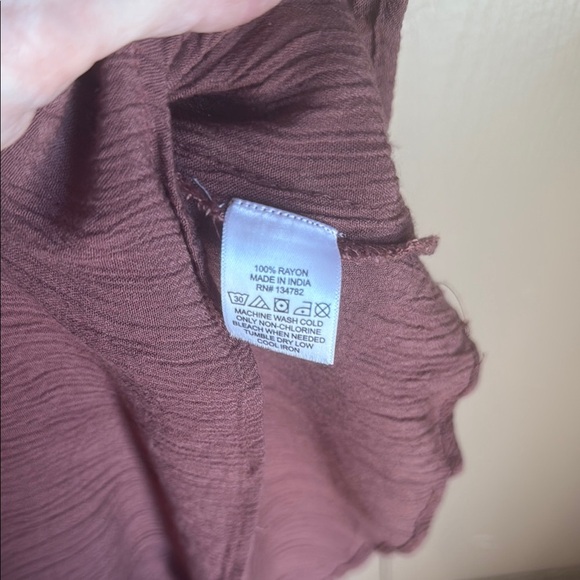 100% RAYON
MADE IN INDIA
RN# 134782
30
MACHINE WASH COLD
ONLY NON-CHLORINE
BLEACH WHEN NEEDED
TUMBLE DRY LOW
COOL IRON